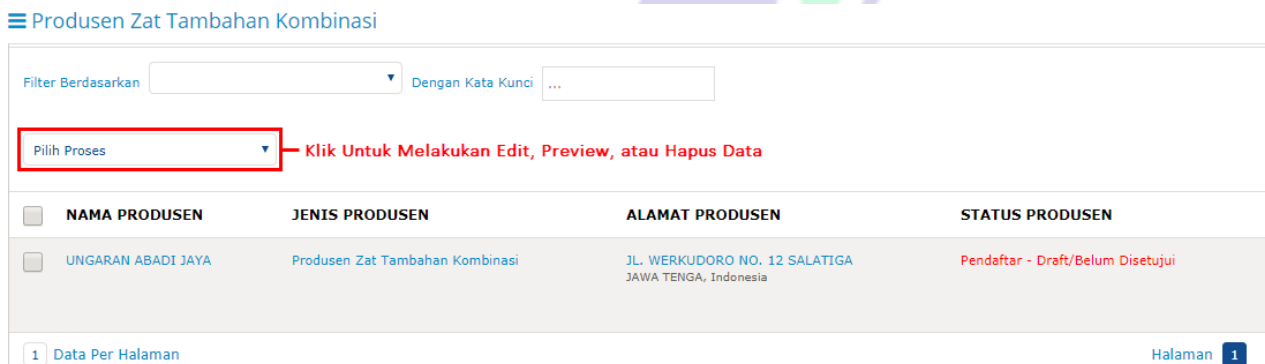 Produsen Zat Tambahan Kombinasi
Filter Berdasarkan Dengan Kata Kunci ...
Pilih Proses Klik Untuk Melakukan Edit, Preview, atau Hapus Data
NAMA PRODUSEN JENIS PRODUSEN ALAMAT PRODUSEN STATUS PRODUSEN
UNGARAN ABADI JAYA Produsen Zat Tambahan Kombinasi JL. WERKUDORO NO. 12 SALATIGA Pendaftar - Draft/Belum Disetujui
JAWA TENGA, Indonesia
1 Data Per Halaman Halaman 1